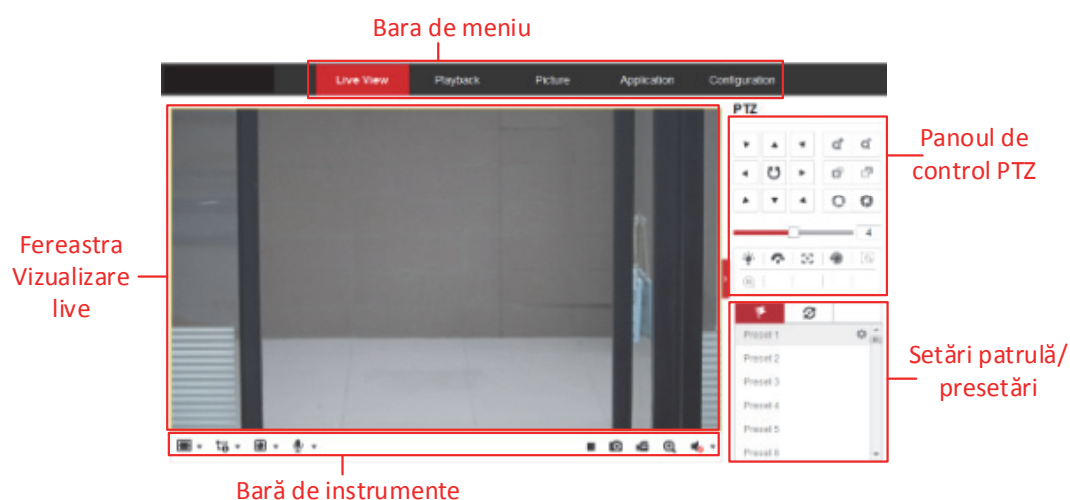 Bara de meniu
Live View Playback Picture Application Configuration
PTZ
Panoul de
control PTZ
4
Fereastra
Vizualizare
live
Preset 1
Preset 2
Preset 3
Preset 4
Preset 5
Preset 6
Setări patrulă/
presetări
Bară de instrumente